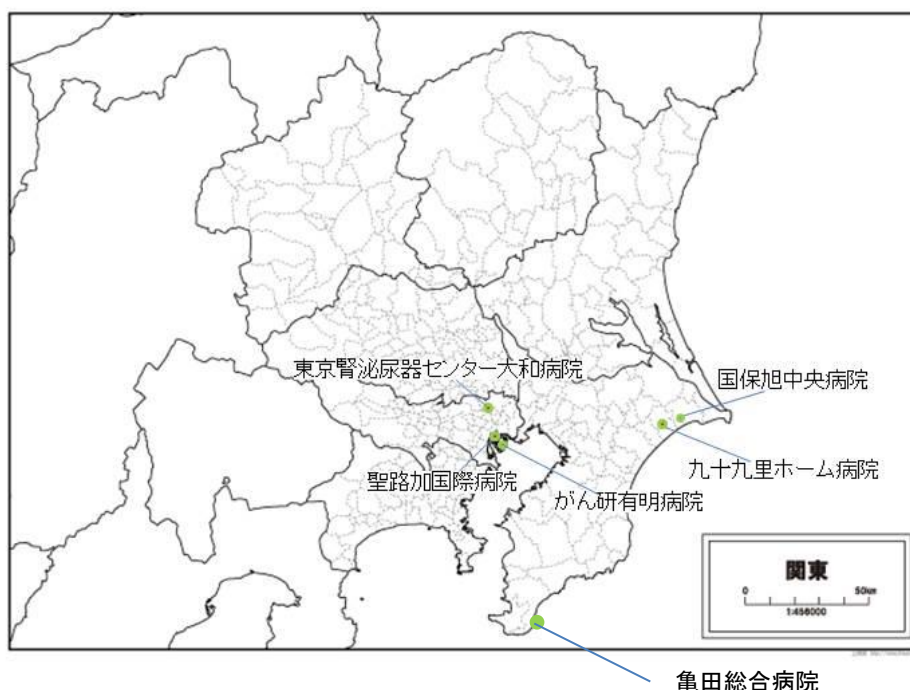 東京腎泌尿器センター大和病院
国保旭中央病院
聖路加国際病院
九十九里ホーム病院
がん研有明病院
関東
0 50km
1:456000
亀田総合病院